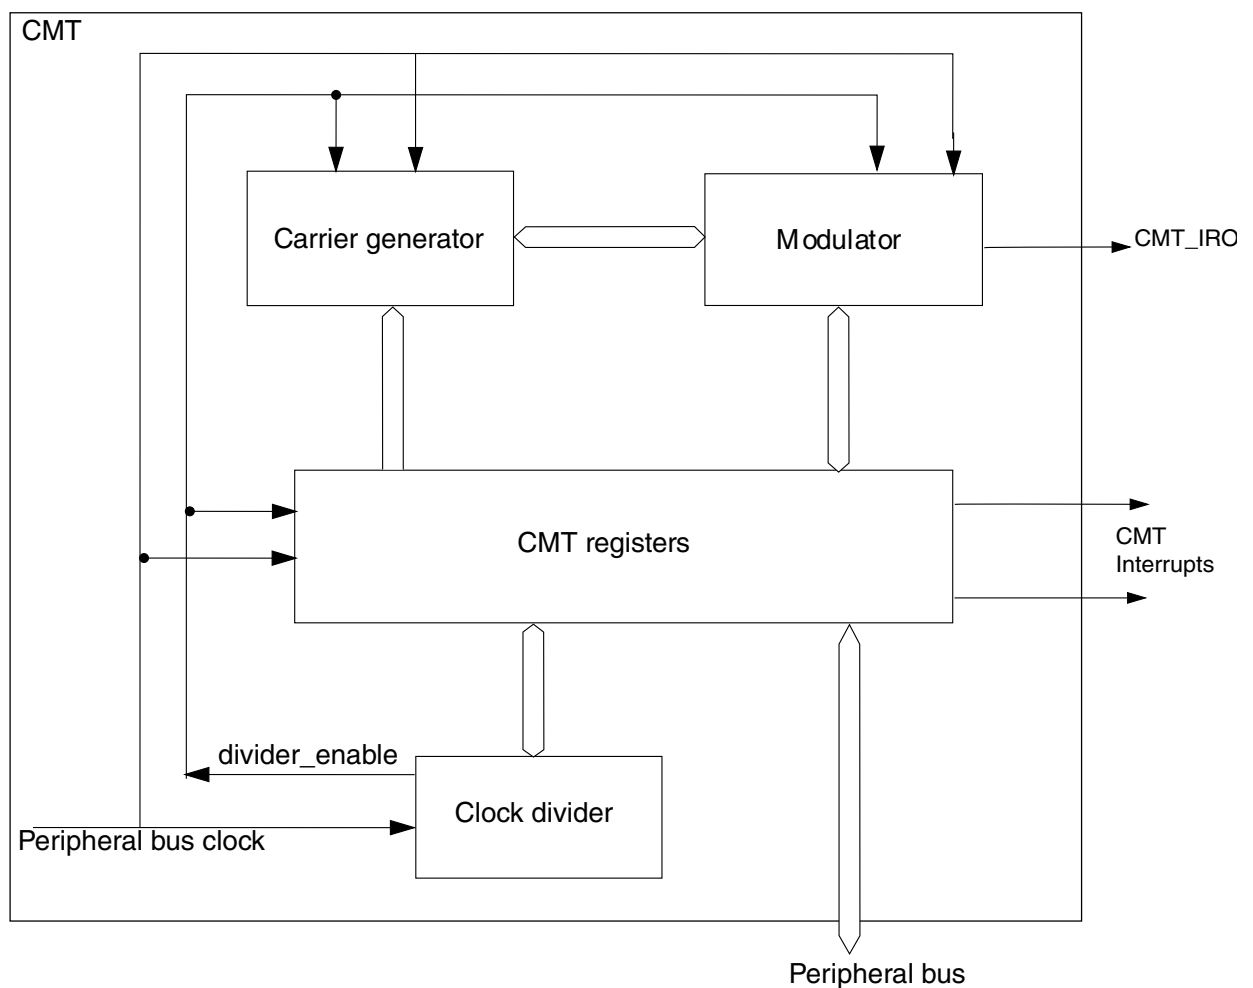 CMT
Carrier generator
Modulator
CMT_IRO
CMT registers
CMT
Interrupts
divider_enable
Clock divider
Peripheral bus clock
Peripheral bus